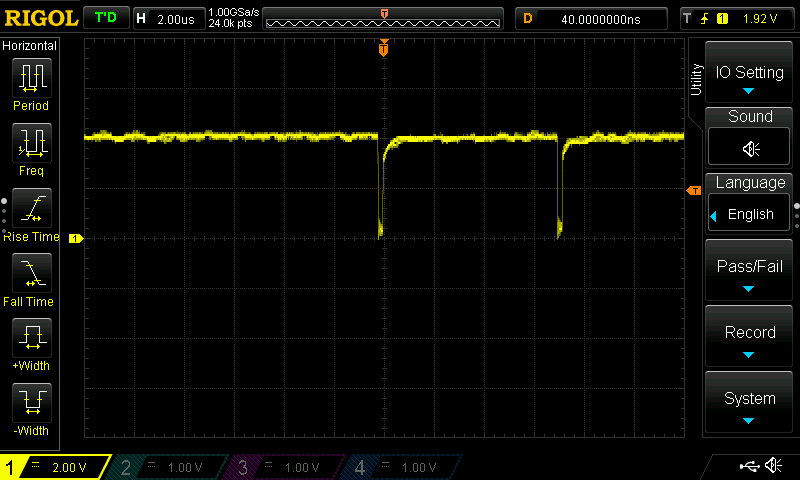 RIGOL T'D H 2.00us 1.00GSa/s D 40.0000000ns T 1 1.92 V
24.0k pts
T
Horizontal
Period
Freq
Rise Time
Fall Time
+Width
-Width
T
T
1
Utility
IO Setting
Sound
Language
English
Pass/Fail
Record
System
1 2.00 V 2 1.00 V 3 1.00 V 4 1.00 V